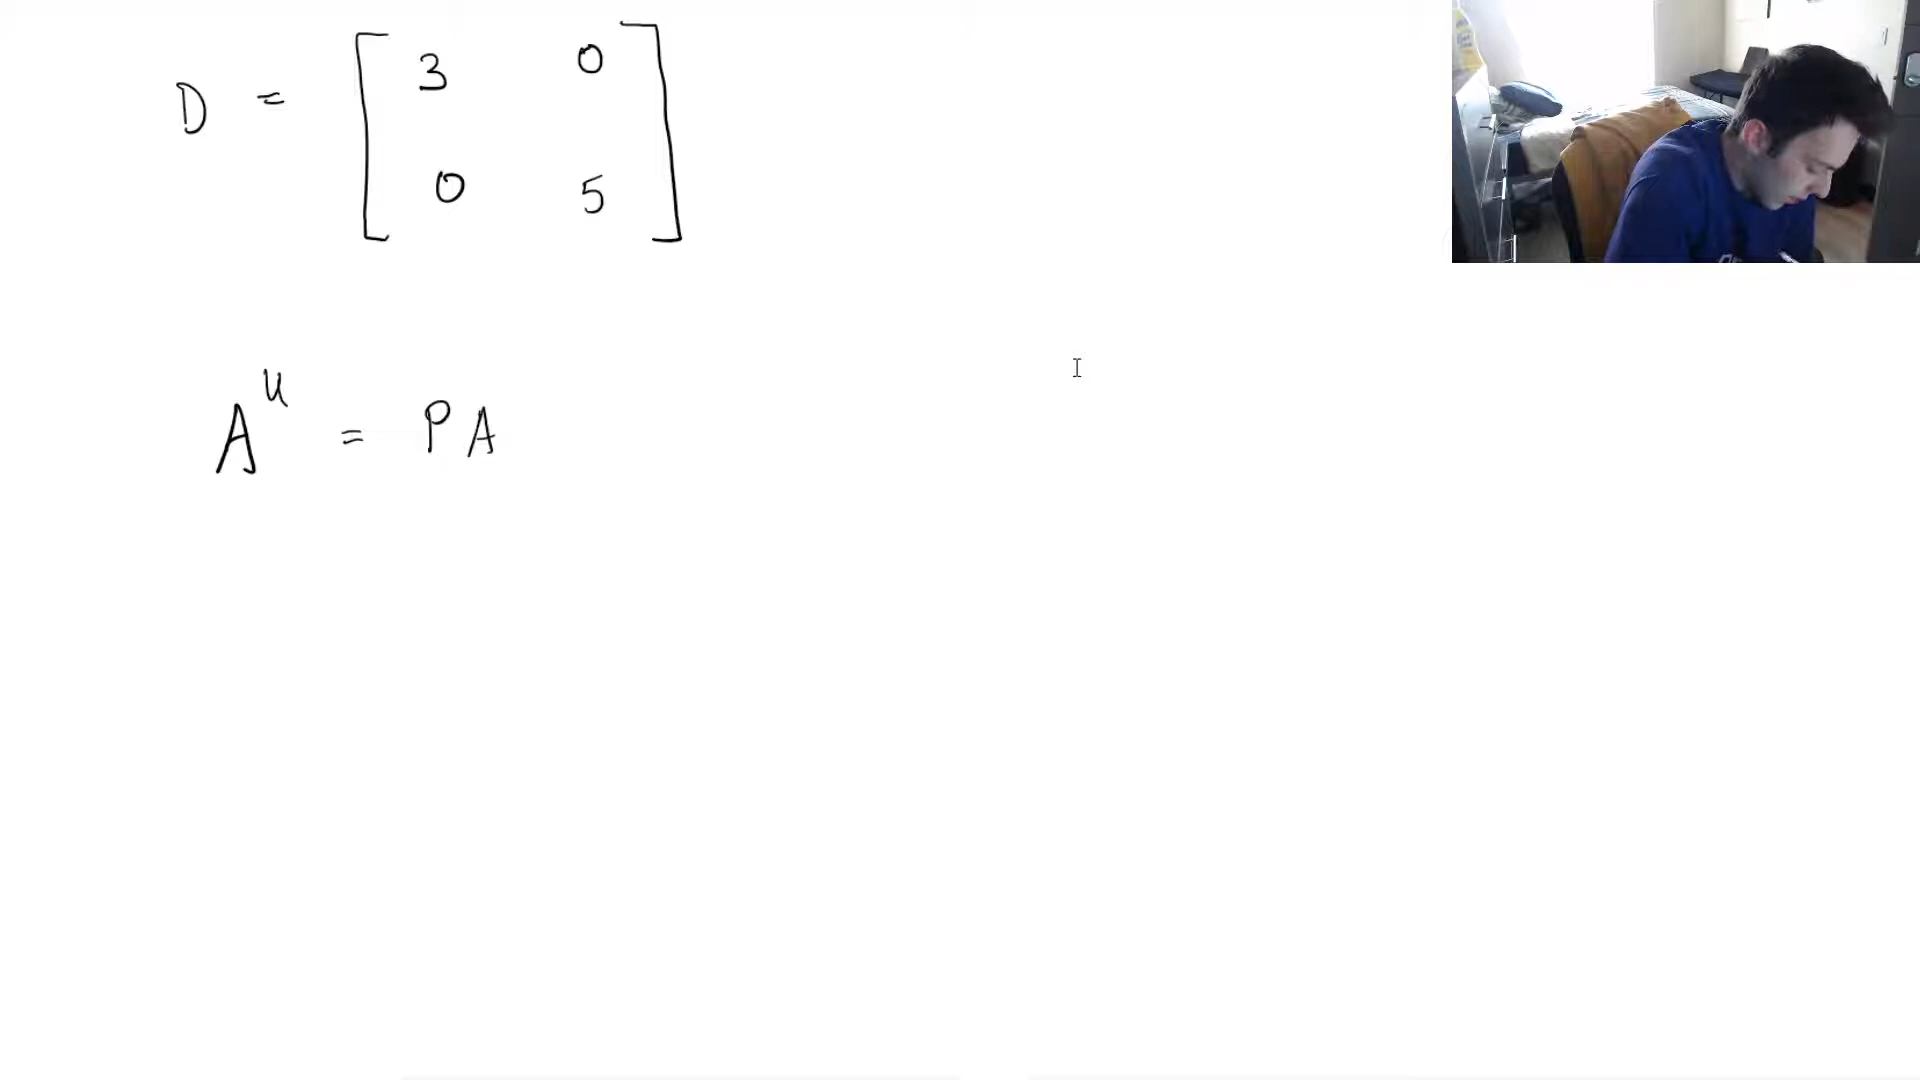 D = [ 3 0
0 5 ]
A^k = PA